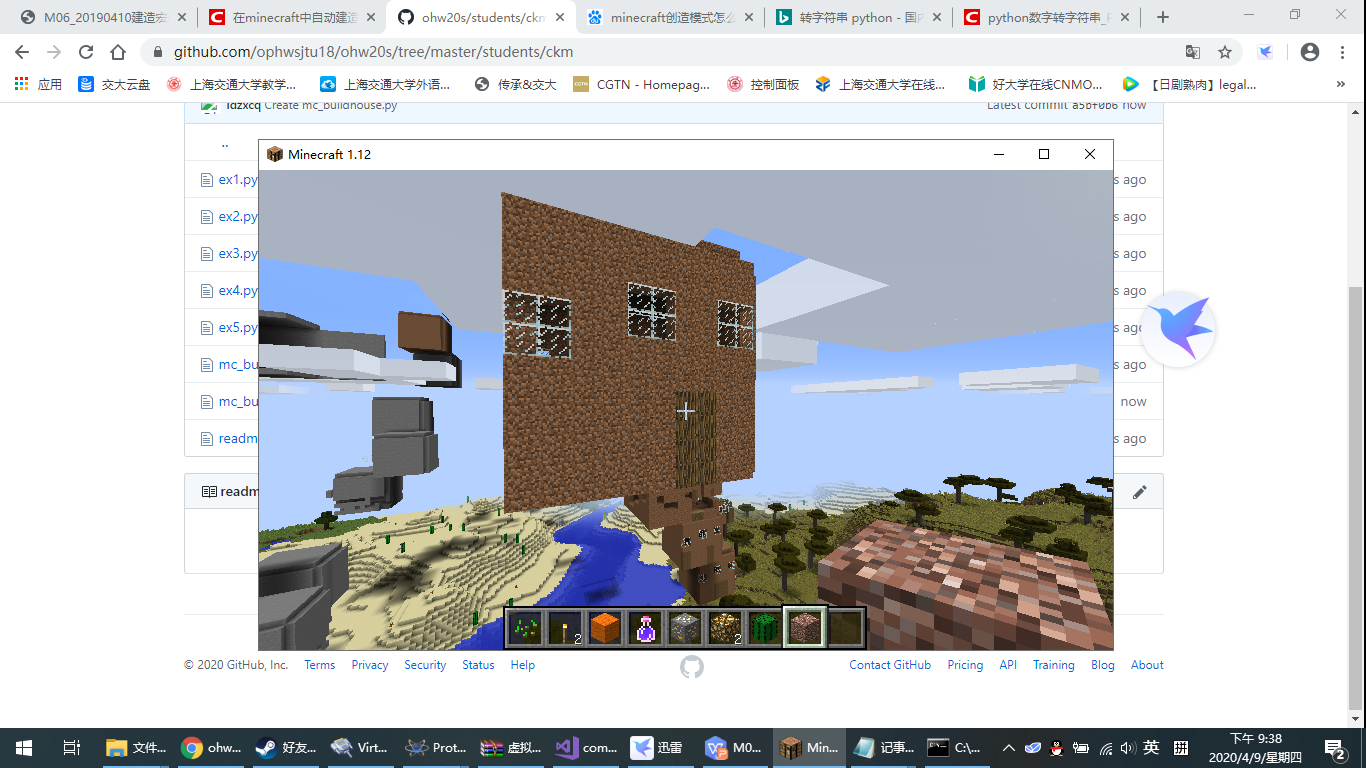 M06_20190410建造宏
在minecraft中自动建造
ohw20s/students/ckm
minecraft创造模式怎么
转字符串 python - 国内
python数字转字符串_P
github.com/ophwsjtu18/ohw20s/tree/master/students/ckm
应用 交大云盘 上海交通大学教学... 上海交通大学外语... 传承&交大 CGTN - Homepag... 控制面板 上海交通大学在线... 好大学在线CNMO... 【日剧熟肉】legal... »
ldzxcq Create mc_buildhouse.py Latest commit a5bf0b6 now
..
Minecraft 1.12
ex1.py s ago
ex2.py s ago
ex3.py s ago
ex4.py s ago
ex5.py s ago
mc_bu s ago
mc_bu now
readm s ago
readm
2 2
© 2020 GitHub, Inc. Terms Privacy Security Status Help Contact GitHub Pricing API Training Blog About
文件... ohw... 好友... Virt... Prot... 虚拟... com... 迅雷 M0... Min... 记事... C:\... 英 拼
下午 9:38
2020/4/9/星期四
2